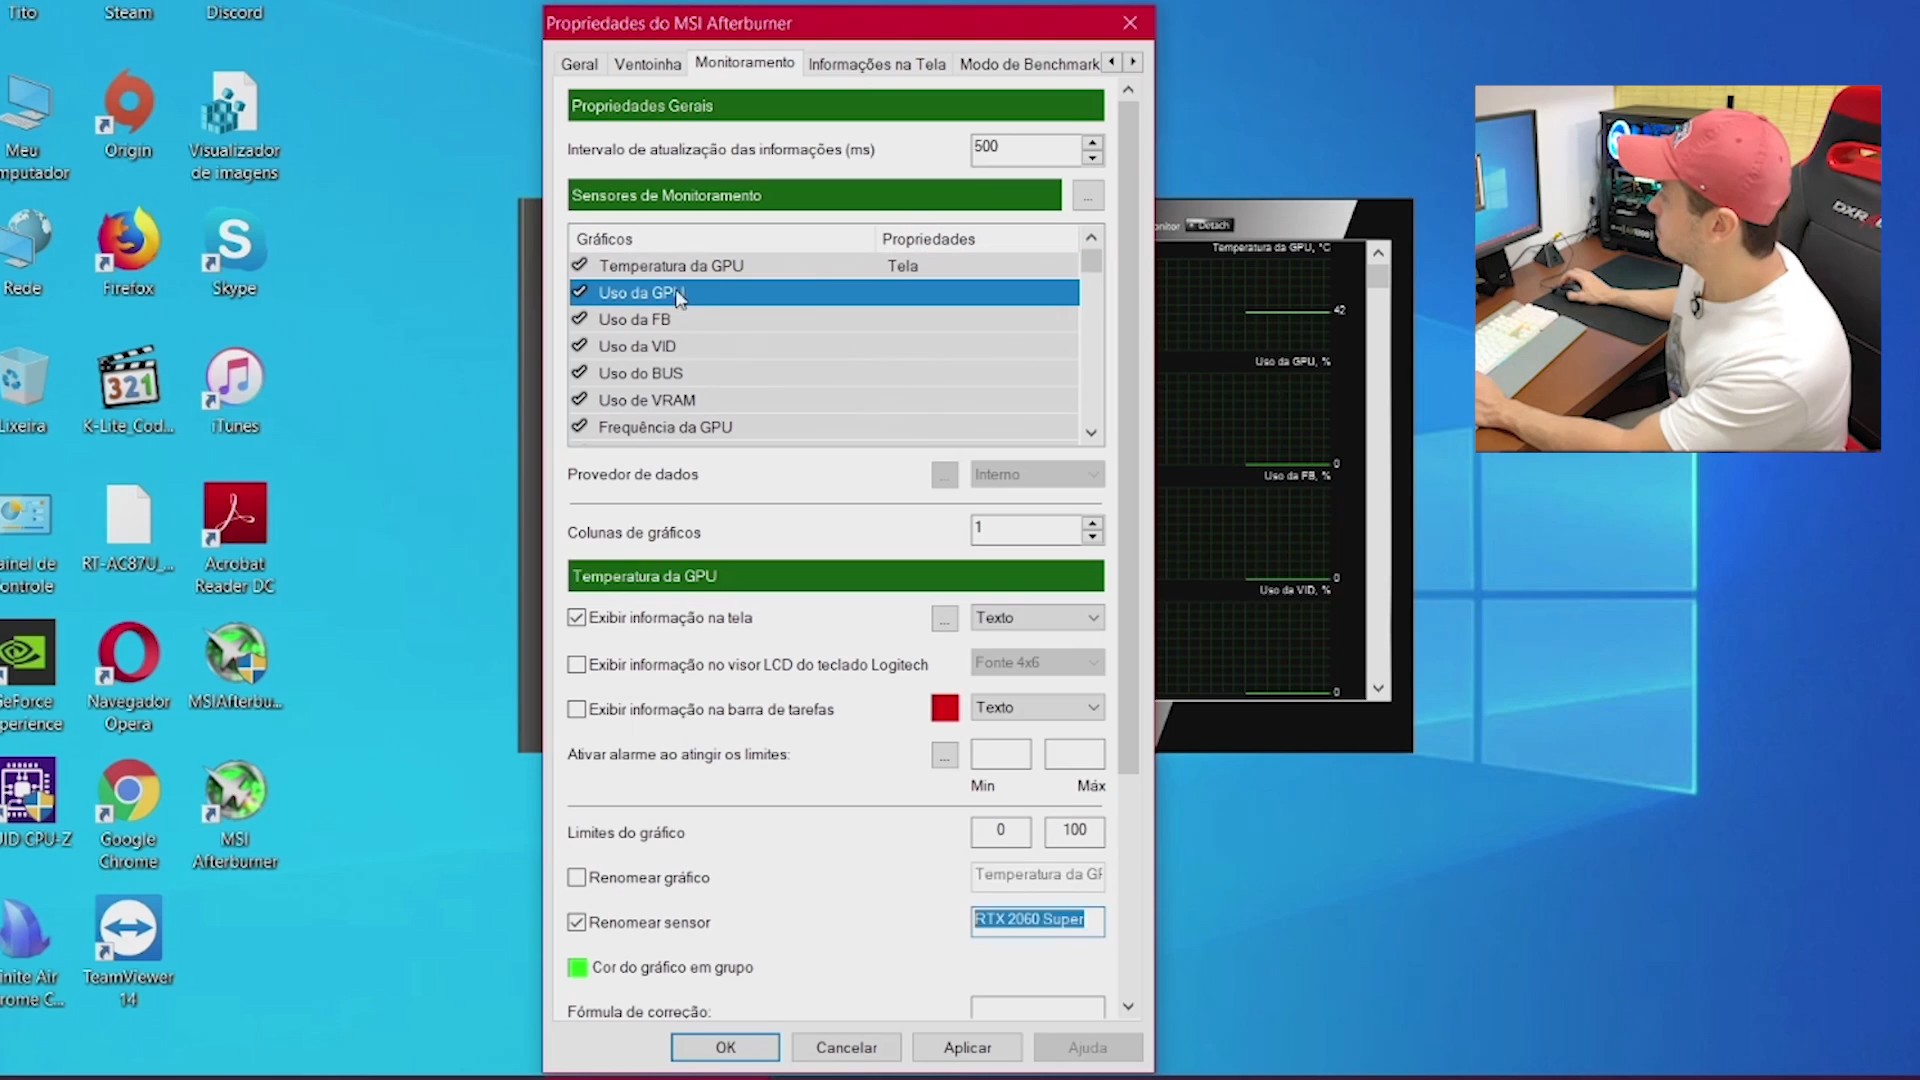 Tito
Steam
Discord
Meu
mputador
Origin
Visualizador
de imagens
Rede
Firefox
Skype
Lixeira
K-Lite_Cod...
iTunes
ainel de
ontrole
RT-AC87U_...
Acrobat
Reader DC
eForce
xperience
Navegador
Opera
MSIAfterbu...
UID CPU-Z
Google
Chrome
MSI
Afterburner
inite Air
rome C...
TeamViewer
14
321
Propriedades do MSI Afterburner
Geral
Ventoinha
Monitoramento
Informações na Tela
Modo de Benchmark
Propriedades Gerais
Intervalo de atualização das informações (ms)
500
Sensores de Monitoramento
...
Gráficos
Propriedades
Temperatura da GPU
Tela
Uso da GPU
Uso da FB
Uso da VID
Uso do BUS
Uso de VRAM
Frequência da GPU
Provedor de dados
...
Interno
Colunas de gráficos
1
Temperatura da GPU
Exibir informação na tela
...
Texto
Exibir informação no visor LCD do teclado Logitech
Fonte 4x6
Exibir informação na barra de tarefas
Texto
Ativar alarme ao atingir os limites:
...
Min
Máx
Limites do gráfico
0
100
Renomear gráfico
Temperatura da GF
Renomear sensor
RTX 2060 Super
Cor do gráfico em grupo
Fórmula de correção:
OK
Cancelar
Aplicar
Ajuda
onitor
Detach
Temperatura da GPU, °C
42
Uso da GPU, %
0
Uso da FB, %
0
Uso da VID, %
0
DXR